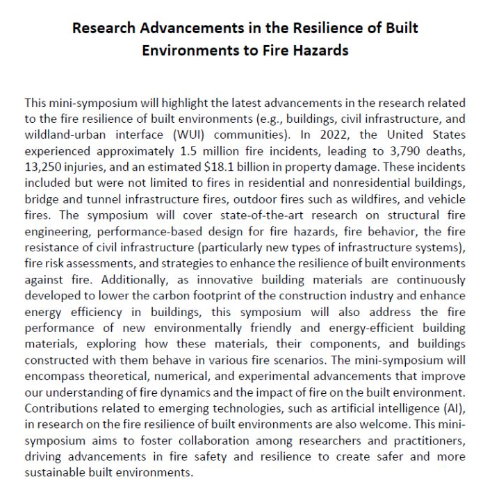 Research Advancements in the Resilience of Built
Environments to Fire Hazards
This mini-symposium will highlight the latest advancements in the research related
to the fire resilience of built environments (e.g., buildings, civil infrastructure, and
wildland-urban interface (WUI) communities). In 2022, the United States
experienced approximately 1.5 million fire incidents, leading to 3,790 deaths,
13,250 injuries, and an estimated $18.1 billion in property damage. These incidents
included but were not limited to fires in residential and nonresidential buildings,
bridge and tunnel infrastructure fires, outdoor fires such as wildfires, and vehicle
fires. The symposium will cover state-of-the-art research on structural fire
engineering, performance-based design for fire hazards, fire behavior, the fire
resistance of civil infrastructure (particularly new types of infrastructure systems),
fire risk assessments, and strategies to enhance the resilience of built environments
against fire. Additionally, as innovative building materials are continuously
developed to lower the carbon footprint of the construction industry and enhance
energy efficiency in buildings, this symposium will also address the fire
performance of new environmentally friendly and energy-efficient building
materials, exploring how these materials, their components, and buildings
constructed with them behave in various fire scenarios. The mini-symposium will
encompass theoretical, numerical, and experimental advancements that improve
our understanding of fire dynamics and the impact of fire on the built environment.
Contributions related to emerging technologies, such as artificial intelligence (AI),
in research on the fire resilience of built environments are also welcome. This mini-
symposium aims to foster collaboration among researchers and practitioners,
driving advancements in fire safety and resilience to create safer and more
sustainable built environments.